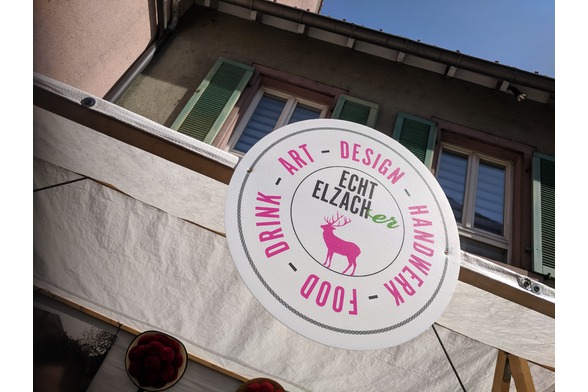 ART - DESIGN - HANDWERK - FOOD - DRINK -
ECHT
ELZACHer